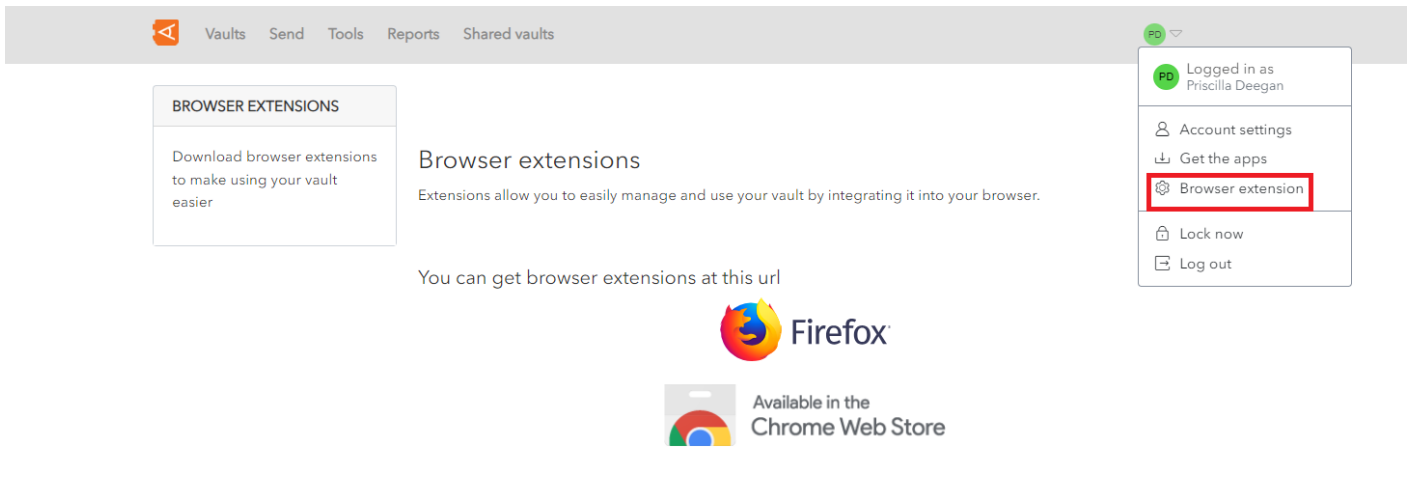 Vaults Send Tools Reports Shared vaults
PD
PD
Logged in as
Priscilla Deegan
Account settings
Get the apps
Browser extension
Lock now
Log out
BROWSER EXTENSIONS
Download browser extensions
to make using your vault
easier
Browser extensions
Extensions allow you to easily manage and use your vault by integrating it into your browser.
You can get browser extensions at this url
Firefox
Available in the
Chrome Web Store